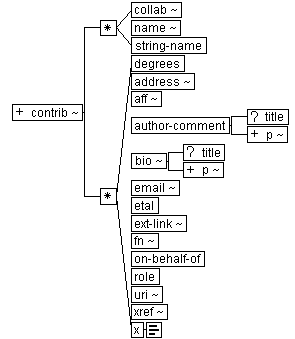 collab ~
* name ~
string-name
degrees
address ~
aff ~
+ contrib ~
author-comment
? title
+ p ~
bio ~
? title
+ p ~
email ~
* etal
ext-link ~
fn ~
on-behalf-of
role
uri ~
xref ~
x